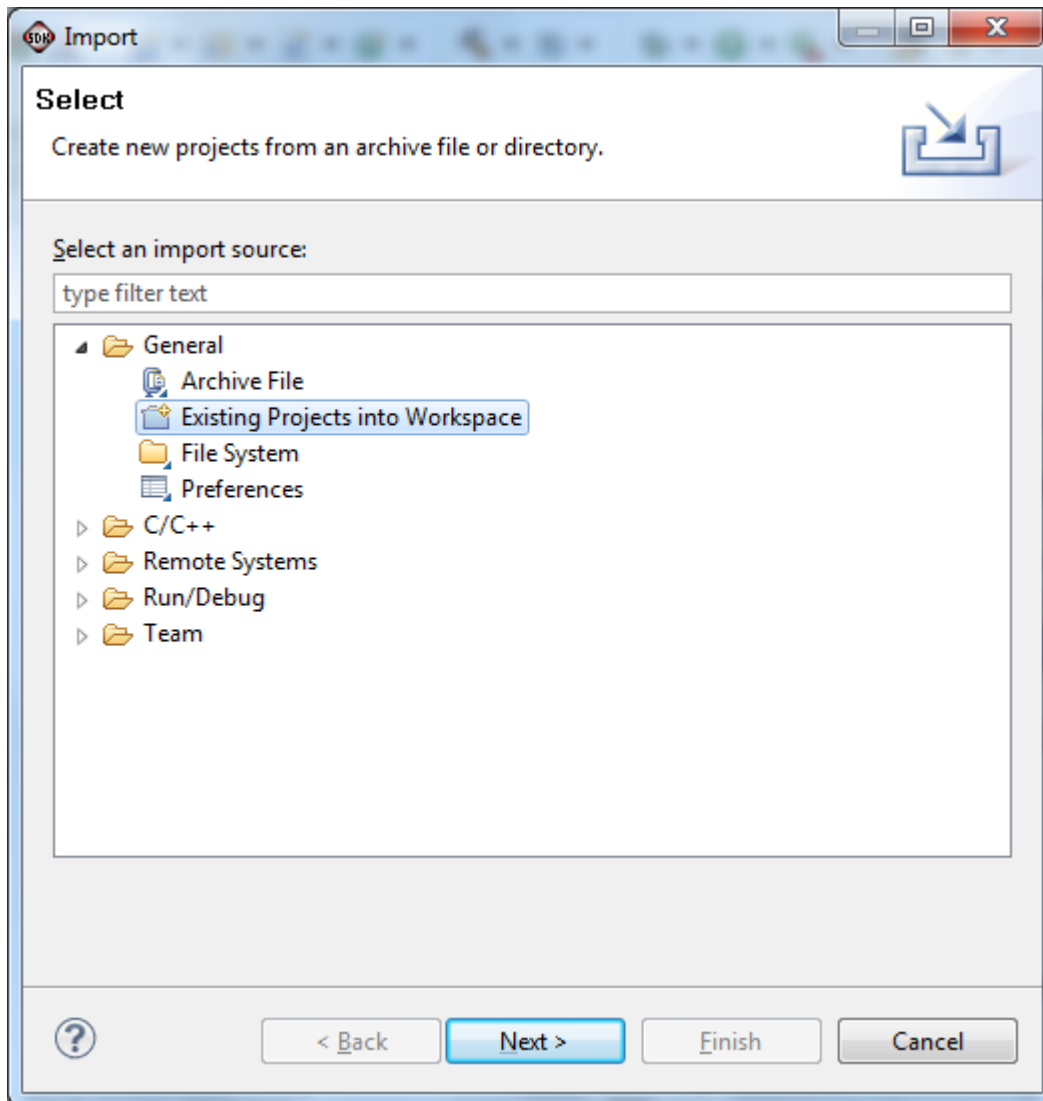 SDK Import
Select
Create new projects from an archive file or directory.
Select an import source:
type filter text
General
Archive File
Existing Projects into Workspace
File System
Preferences
C/C++
Remote Systems
Run/Debug
Team
? < Back Next > Finish Cancel